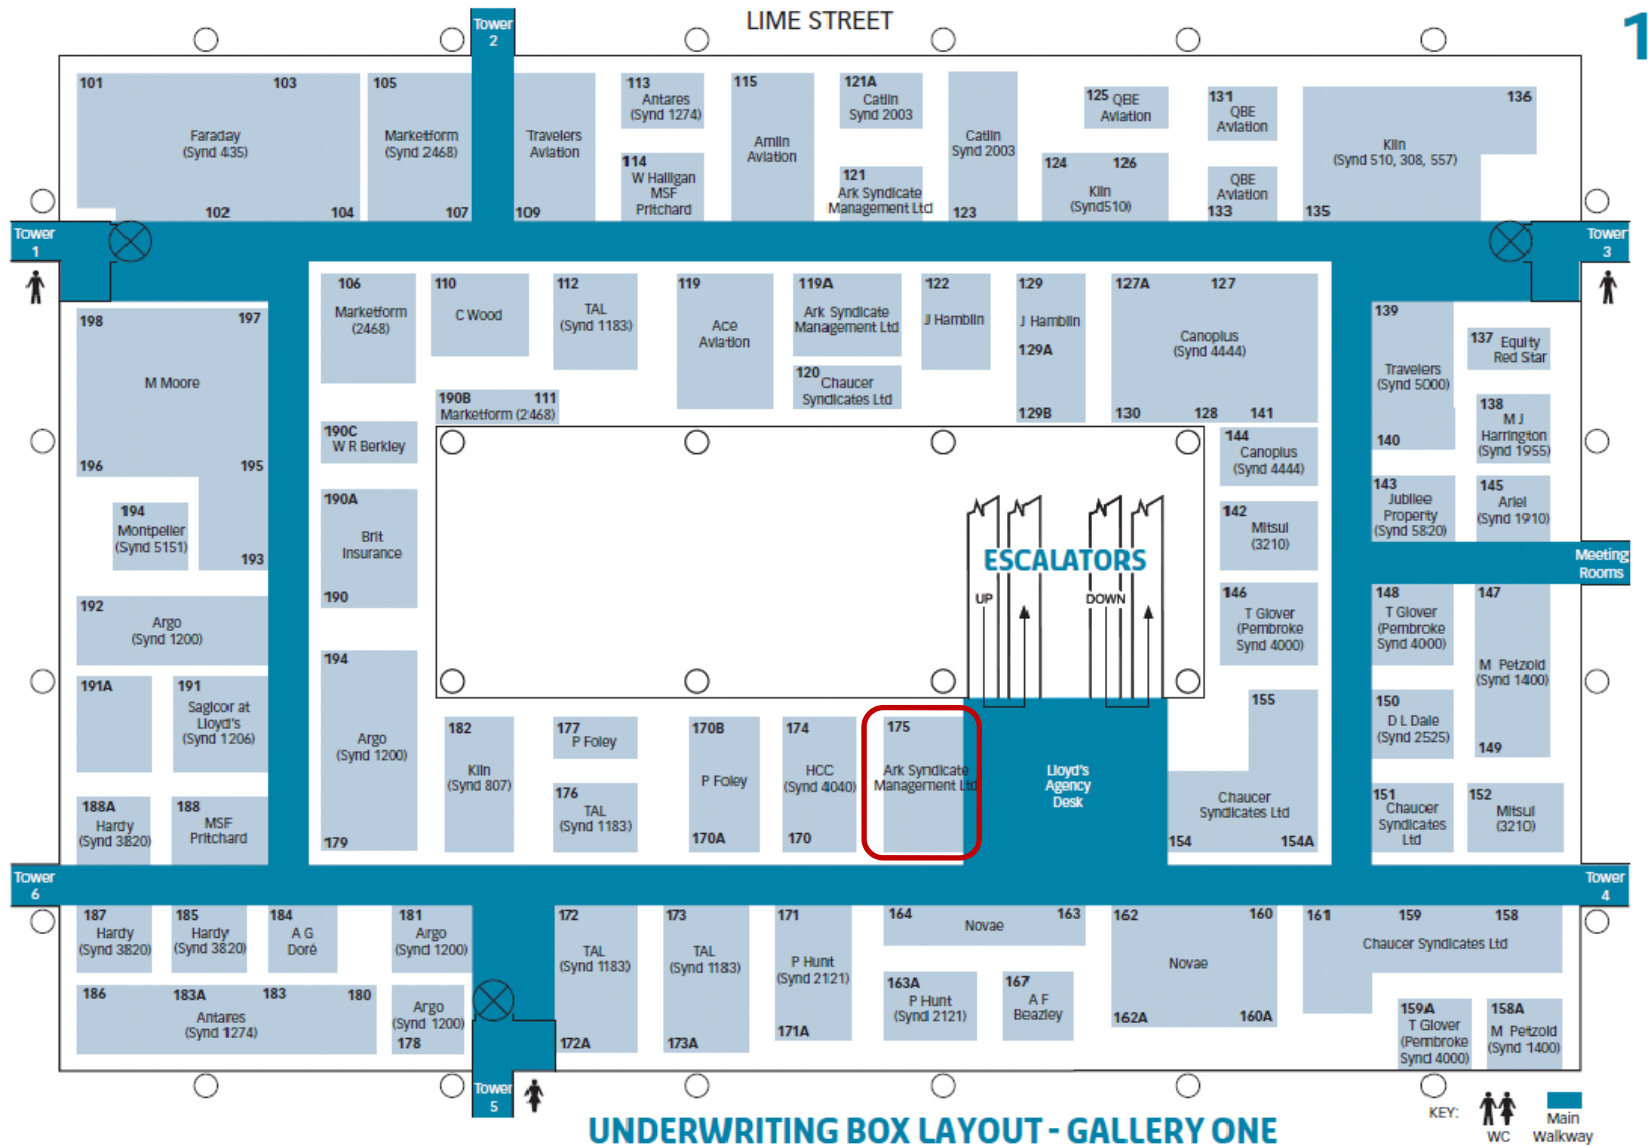 LIME STREET
1
Tower
2
101
103
Faraday
(Synd 435)
102
104
105
Marketform
(Synd 2468)
107
Travelers
Aviation
109
113
Antares
(Synd 1274)
114
W Halligan
MSF
Pritchard
115
Amlin
Aviation
121A
Catlin
Synd 2003
121
Ark Syndicate
Management Ltd
Catlin
Synd 2003
123
125 QBE
Aviation
124
126
Kiln
(Synd510)
131
QBE
Aviation
QBE
Aviation
133
136
Kiln
(Synd 510, 308, 557)
135
Tower
1
Tower
3
198
197
M Moore
196
195
193
194
Montpelier
(Synd 5151)
192
Argo
(Synd 1200)
191A
191
Sagicor at
Lloyd's
(Synd 1206)
188A
Hardy
(Synd 3820)
188
MSF
Pritchard
106
Marketform
(2468)
110
C Wood
112
TAL
(Synd 1183)
190B
111
Marketform (2468)
190C
W R Berkley
190A
Brit
Insurance
190
194
Argo
(Synd 1200)
179
119
Ace
Aviation
119A
Ark Syndicate
Management Ltd
120
Chaucer
Syndicates Ltd
122
J Hamblin
129
J Hamblin
129A
129B
127A
127
Canopius
(Synd 4444)
130
128
141
144
Canopius
(Synd 4444)
142
Mitsui
(3210)
146
T Glover
(Pembroke
Synd 4000)
139
Travelers
(Synd 5000)
140
137 Equity
Red Star
138
M J
Harrington
(Synd 1955)
143
Jubilee
Property
(Synd 5820)
145
Ariel
(Synd 1910)
Meeting
Rooms
148
T Glover
(Pembroke
Synd 4000)
147
M Petzold
(Synd 1400)
149
150
D L Dale
(Synd 2525)
151
Chaucer
Syndicates
Ltd
152
Mitsui
(3210)
ESCALATORS
UP
DOWN
182
Kiln
(Synd 807)
177
P Foley
176
TAL
(Synd 1183)
170B
P Foley
170A
174
HCC
(Synd 4040)
170
175
Ark Syndicate
Management Ltd
Lloyd's
Agency
Desk
155
Chaucer
Syndicates Ltd
154
154A
Tower
6
Tower
4
187
Hardy
(Synd 3820)
185
Hardy
(Synd 3820)
184
A G
Doré
181
Argo
(Synd 1200)
186
183A
183
180
Antares
(Synd 1274)
Argo
(Synd 1200)
178
172
TAL
(Synd 1183)
172A
173
TAL
(Synd 1183)
173A
171
P Hunt
(Synd 2121)
171A
164
163
Novae
163A
P Hunt
(Synd 2121)
167
A F
Beazley
162
160
Novae
162A
160A
161
159
158
Chaucer Syndicates Ltd
159A
T Glover
(Pembroke
Synd 4000)
158A
M Petzold
(Synd 1400)
Tower
5
UNDERWRITING BOX LAYOUT - GALLERY ONE
KEY:
WC
Main
Walkway